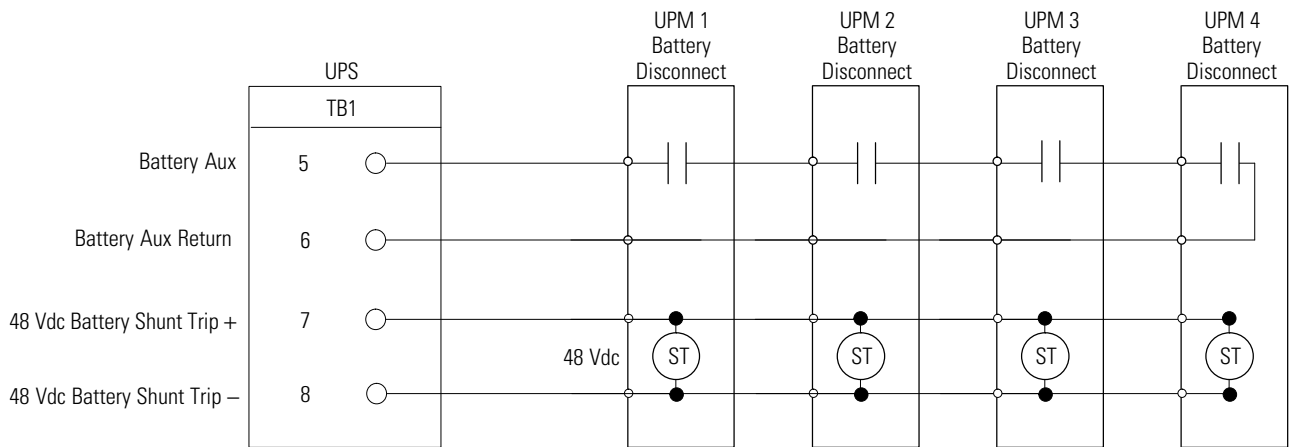 UPM 1
Battery
Disconnect
UPM 2
Battery
Disconnect
UPM 3
Battery
Disconnect
UPM 4
Battery
Disconnect
UPS
TB1
Battery Aux
5
Battery Aux Return
6
48 Vdc Battery Shunt Trip +
7
48 Vdc
ST
ST
ST
ST
48 Vdc Battery Shunt Trip –
8